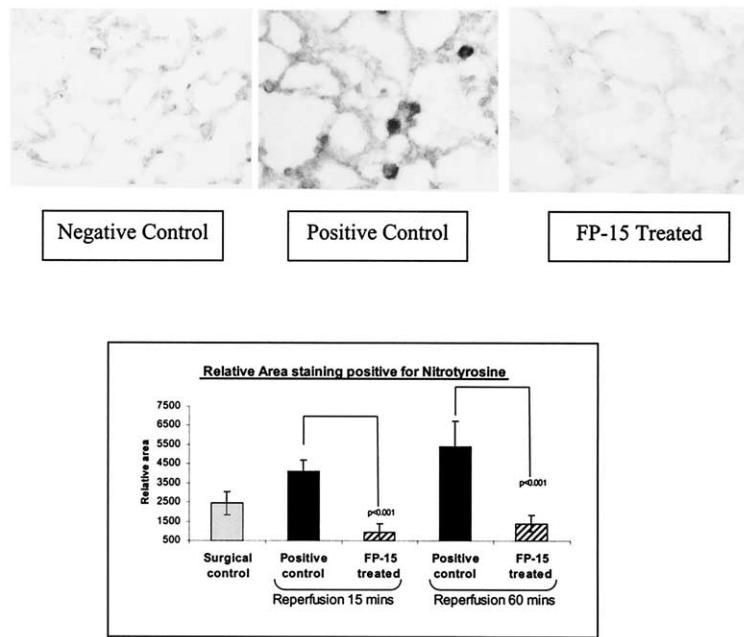 Negative Control
Positive Control
FP-15 Treated
Relative Area staining positive for Nitrotyrosine
Relative area
7500
6500
5500
4500
3500
2500
1500
500
p<0.001
p<0.001
Surgical control
Positive control
FP-15 treated
Positive control
FP-15 treated
Reperfusion 15 mins
Reperfusion 60 mins